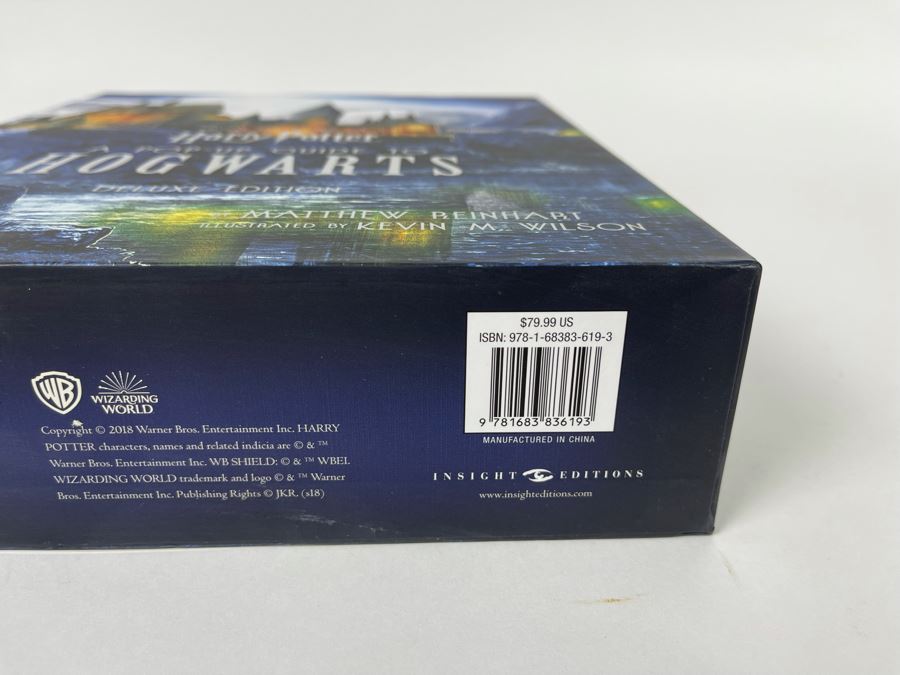 Harry Potter
A POP-UP GUIDE TO
HOGWARTS
DELUXE EDITION
BY MATTHEW REINHART
ILLUSTRATED BY KEVIN M. WILSON
$79.99 US
ISBN: 978-1-68383-619-3
9 781683 836193
MANUFACTURED IN CHINA
INSIGHT EDITIONS
www.insighteditions.com
WB
WIZARDING
WORLD
Copyright © 2018 Warner Bros. Entertainment Inc. HARRY
POTTER characters, names and related indicia are © & ™
Warner Bros. Entertainment Inc. WB SHIELD: © & ™ WBEI.
WIZARDING WORLD trademark and logo © & ™ Warner
Bros. Entertainment Inc. Publishing Rights © JKR. (s18)